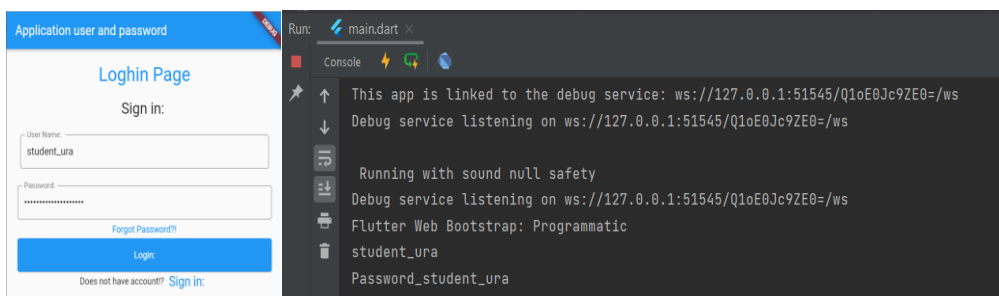 Application user and password
DEBUG
Loghin Page
Sign in:
User Name:
student_ura
Password:
••••••••••••••••••••
Forgot Password?!
Login:
Does not have account!? Sign in:
Run: main.dart ×
Console
This app is linked to the debug service: ws://127.0.0.1:51545/Q1oE0Jc9ZE0=/ws
Debug service listening on ws://127.0.0.1:51545/Q1oE0Jc9ZE0=/ws
Running with sound null safety
Debug service listening on ws://127.0.0.1:51545/Q1oE0Jc9ZE0=/ws
Flutter Web Bootstrap: Programmatic
student_ura
Password_student_ura